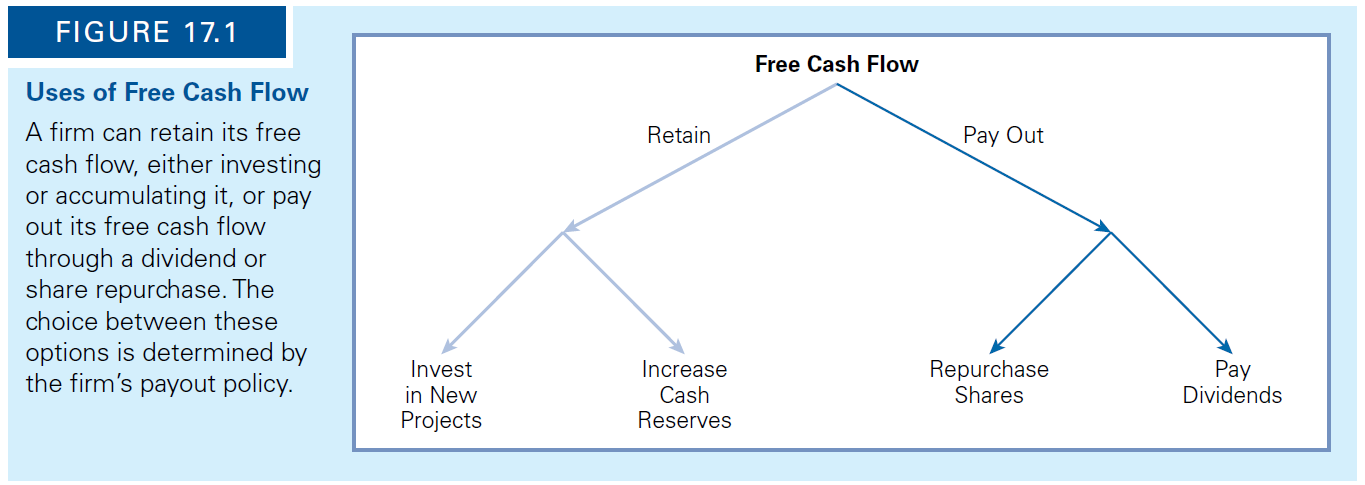 FIGURE 17.1
Uses of Free Cash Flow
A firm can retain its free
cash flow, either investing
or accumulating it, or pay
out its free cash flow
through a dividend or
share repurchase. The
choice between these
options is determined by
the firm's payout policy.
Free Cash Flow
Retain
Pay Out
Invest
in New
Projects
Increase
Cash
Reserves
Repurchase
Shares
Pay
Dividends